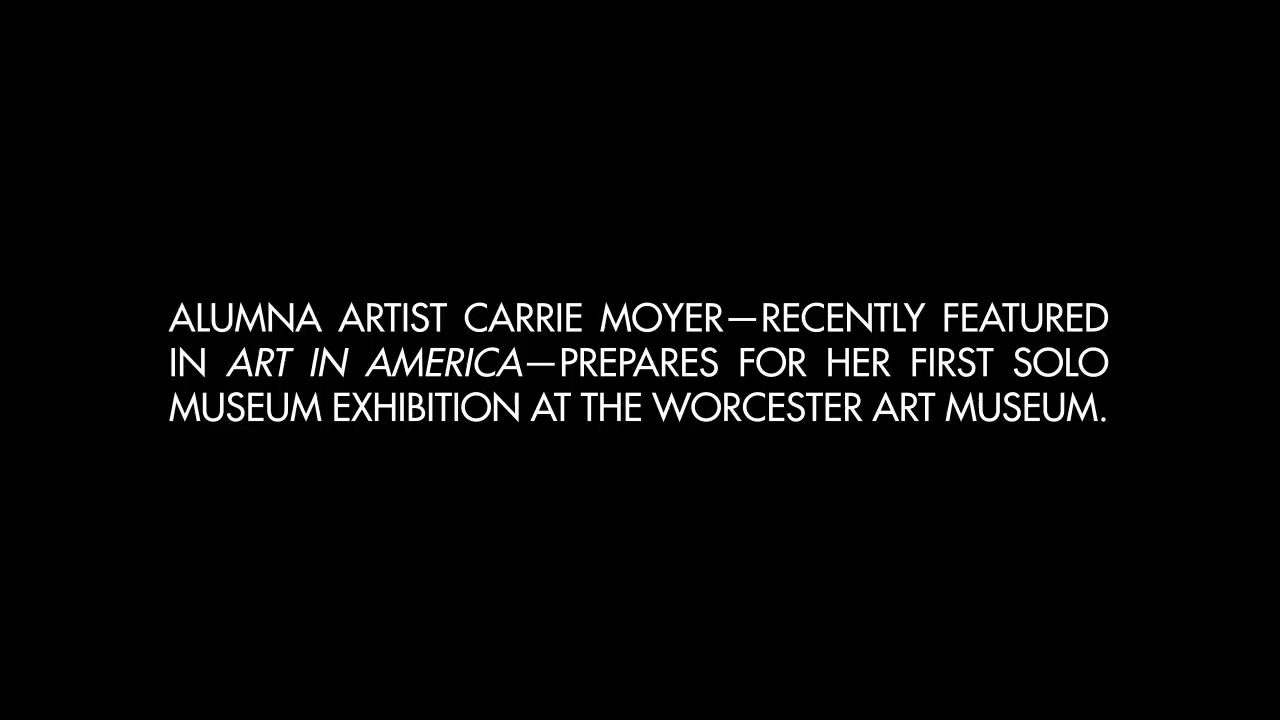 ALUMNA ARTIST CARRIE MOYER—RECENTLY FEATURED
IN ART IN AMERICA—PREPARES FOR HER FIRST SOLO
MUSEUM EXHIBITION AT THE WORCESTER ART MUSEUM.